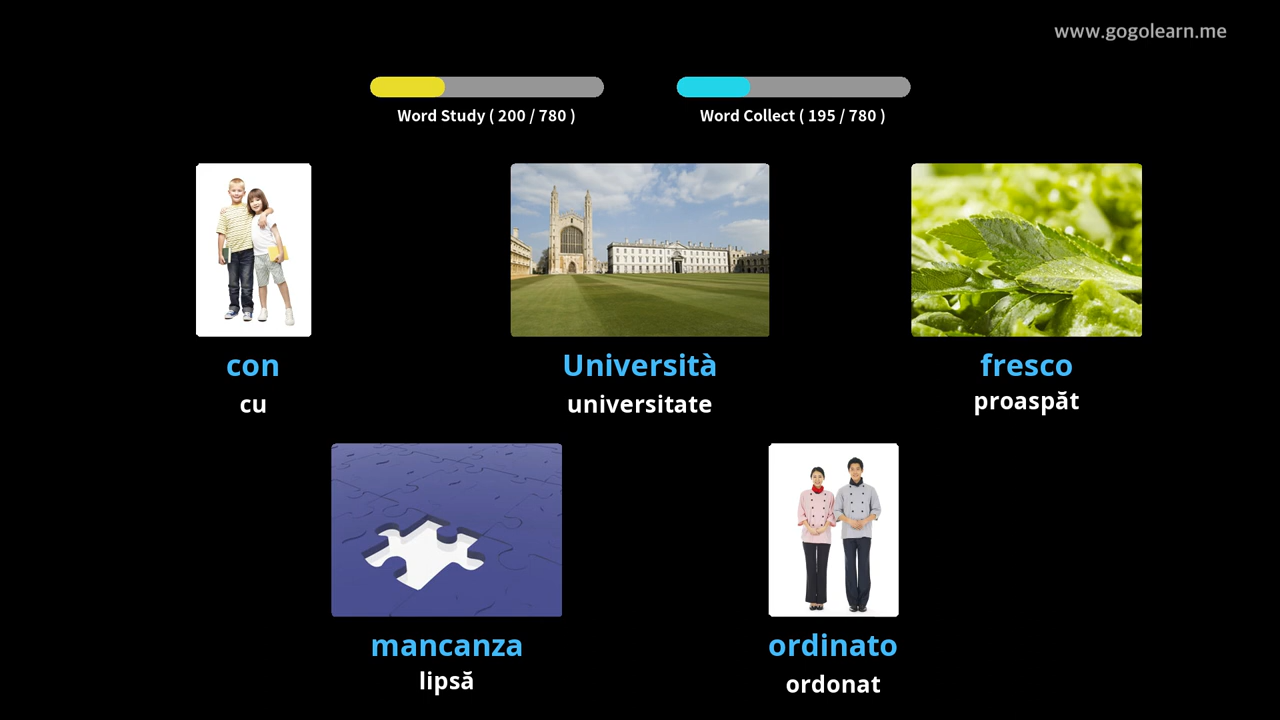 www.gogolearn.me
Word Study ( 200 / 780 )
Word Collect ( 195 / 780 )
con
cu
Università
universitate
fresco
proaspăt
mancanza
lipsă
ordinato
ordonat